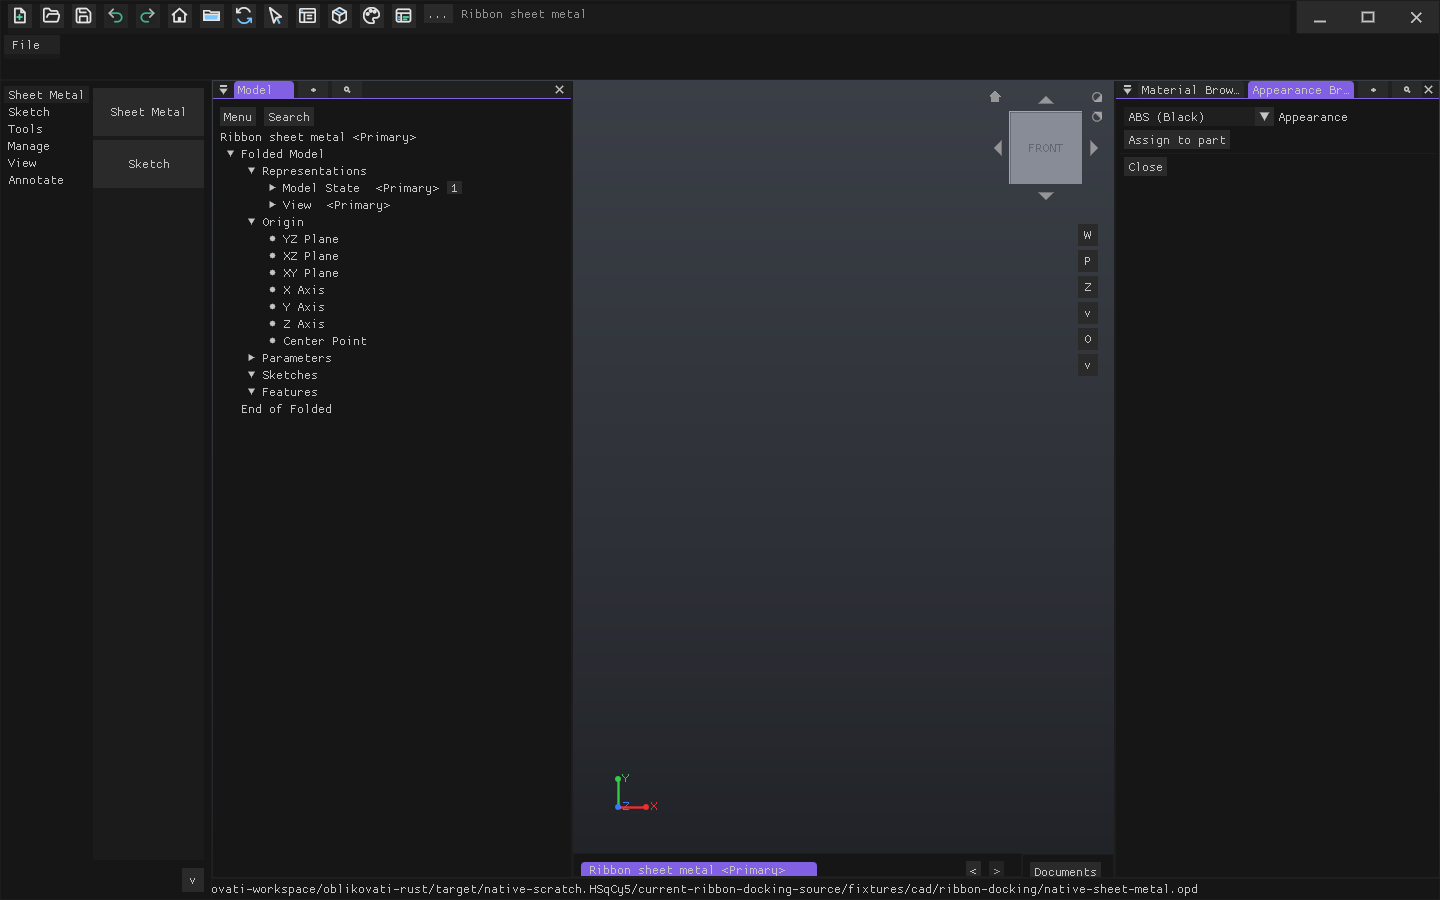 ... Ribbon sheet metal
File
Sheet Metal
Sketch
Tools
Manage
View
Annotate
Sheet Metal
Sketch
v
Model
Menu Search
Ribbon sheet metal <Primary>
Folded Model
Representations
Model State <Primary> 1
View <Primary>
Origin
YZ Plane
XZ Plane
XY Plane
X Axis
Y Axis
Z Axis
Center Point
Parameters
Sketches
Features
End of Folded
FRONT
W
P
Z
v
O
v
Y
Z X
Ribbon sheet metal <Primary> < > Documents
Material Brow… Appearance Br…
ABS (Black) Appearance
Assign to part
Close
ovati-workspace/oblikovati-rust/target/native-scratch.HSqCy5/current-ribbon-docking-source/fixtures/cad/ribbon-docking/native-sheet-metal.opd